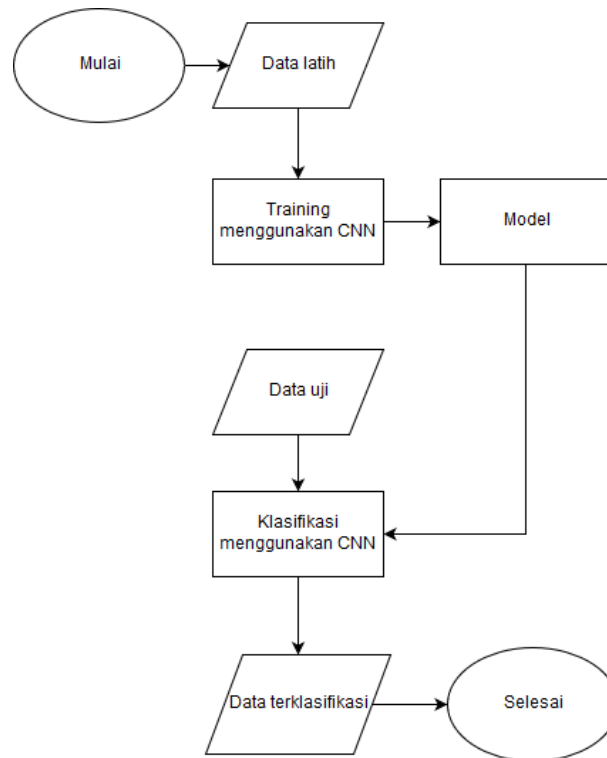 Mulai
Data latih
Training
menggunakan CNN
Model
Data uji
Klasifikasi
menggunakan CNN
Data terklasifikasi
Selesai